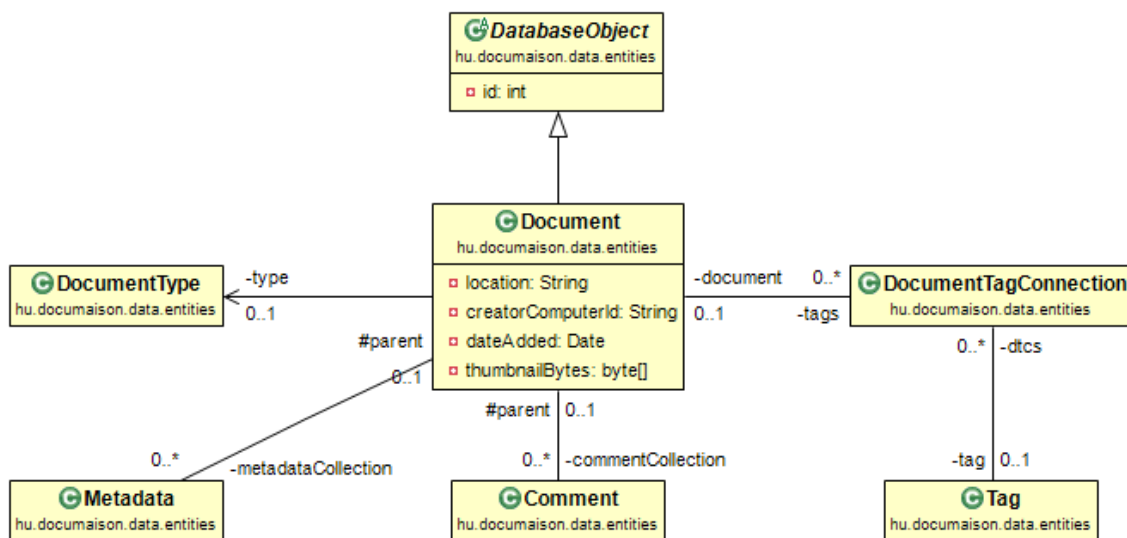 DatabaseObject
hu.documaison.data.entities
id: int
Document
hu.documaison.data.entities
location: String
creatorComputerId: String
dateAdded: Date
thumbnailBytes: byte[]
DocumentType
hu.documaison.data.entities
-type
0..1
-document
0..1
0..*
-tags
DocumentTagConnection
hu.documaison.data.entities
#parent
0..1
0..*
-metadataCollection
#parent
0..1
0..*
-commentCollection
0..*
-dtcs
-tag
0..1
Metadata
hu.documaison.data.entities
Comment
hu.documaison.data.entities
Tag
hu.documaison.data.entities